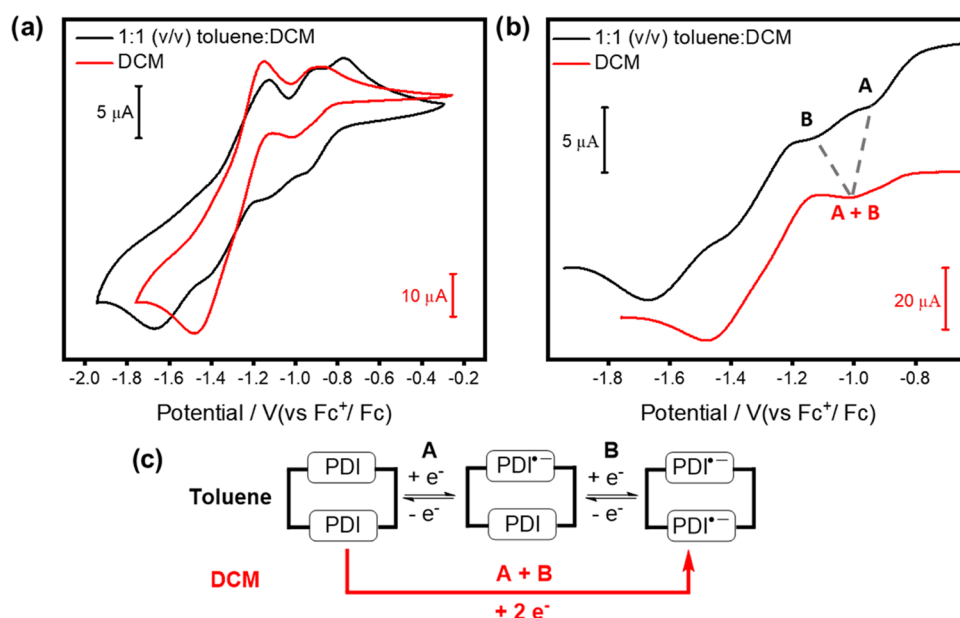 (a)
1:1 (v/v) toluene:DCM
DCM
5 µA
10 µA
-2.0 -1.8 -1.6 -1.4 -1.2 -1.0 -0.8 -0.6 -0.4 -0.2
Potential / V(vs Fc⁺/ Fc)
(b)
1:1 (v/v) toluene:DCM
DCM
A
B
5 µA
A + B
20 µA
-1.8 -1.6 -1.4 -1.2 -1.0 -0.8
Potential / V(vs Fc⁺/ Fc)
(c)
A B
PDI + e⁻ PDI•– + e⁻ PDI•–
Toluene
PDI - e⁻ PDI - e⁻ PDI•–
DCM A + B
+ 2 e⁻